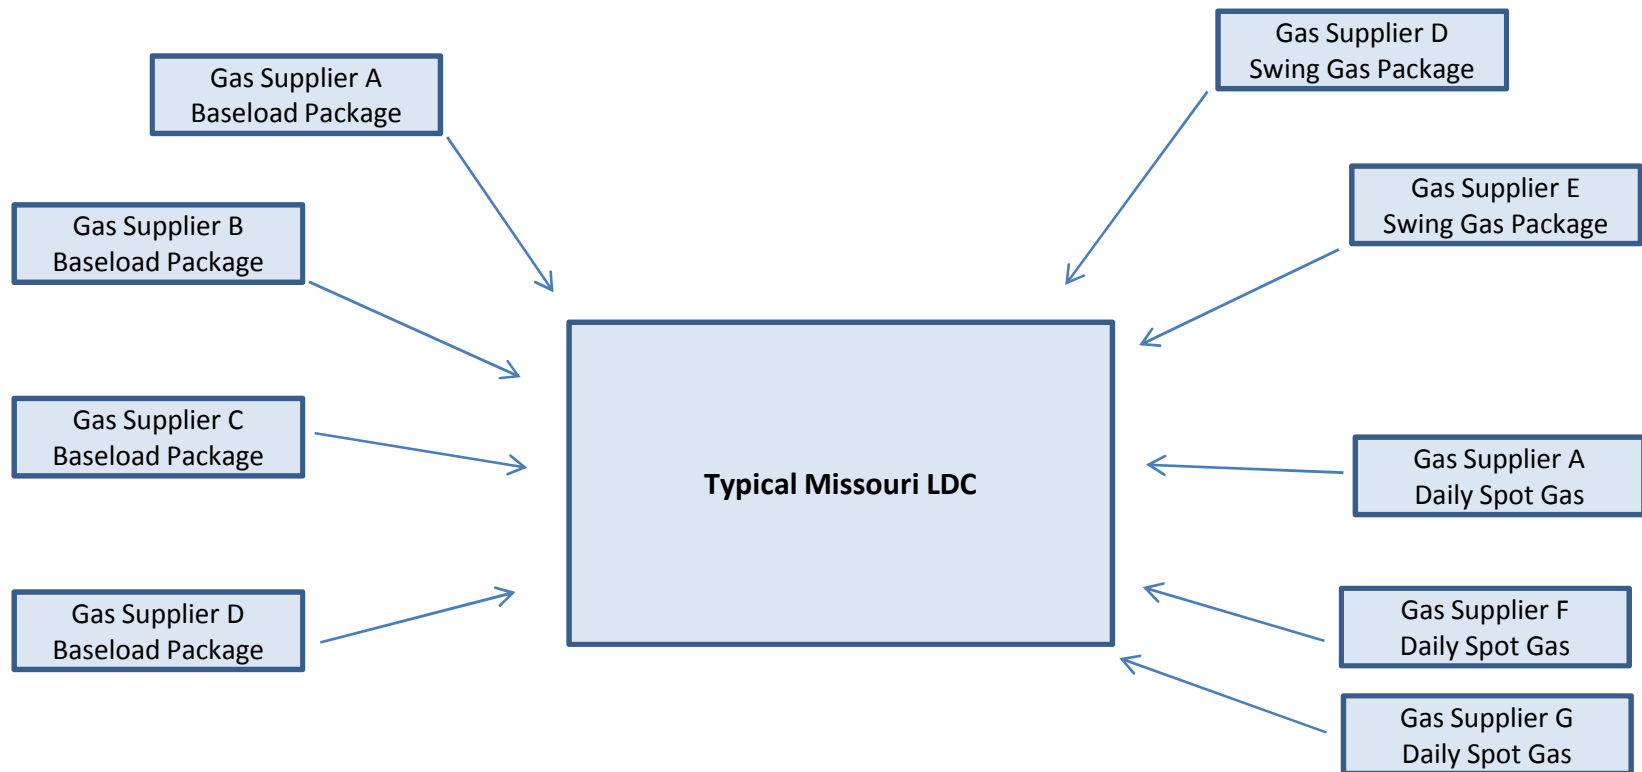 Gas Supplier A
Baseload Package
Gas Supplier B
Baseload Package
Gas Supplier C
Baseload Package
Gas Supplier D
Baseload Package
Typical Missouri LDC
Gas Supplier D
Swing Gas Package
Gas Supplier E
Swing Gas Package
Gas Supplier A
Daily Spot Gas
Gas Supplier F
Daily Spot Gas
Gas Supplier G
Daily Spot Gas